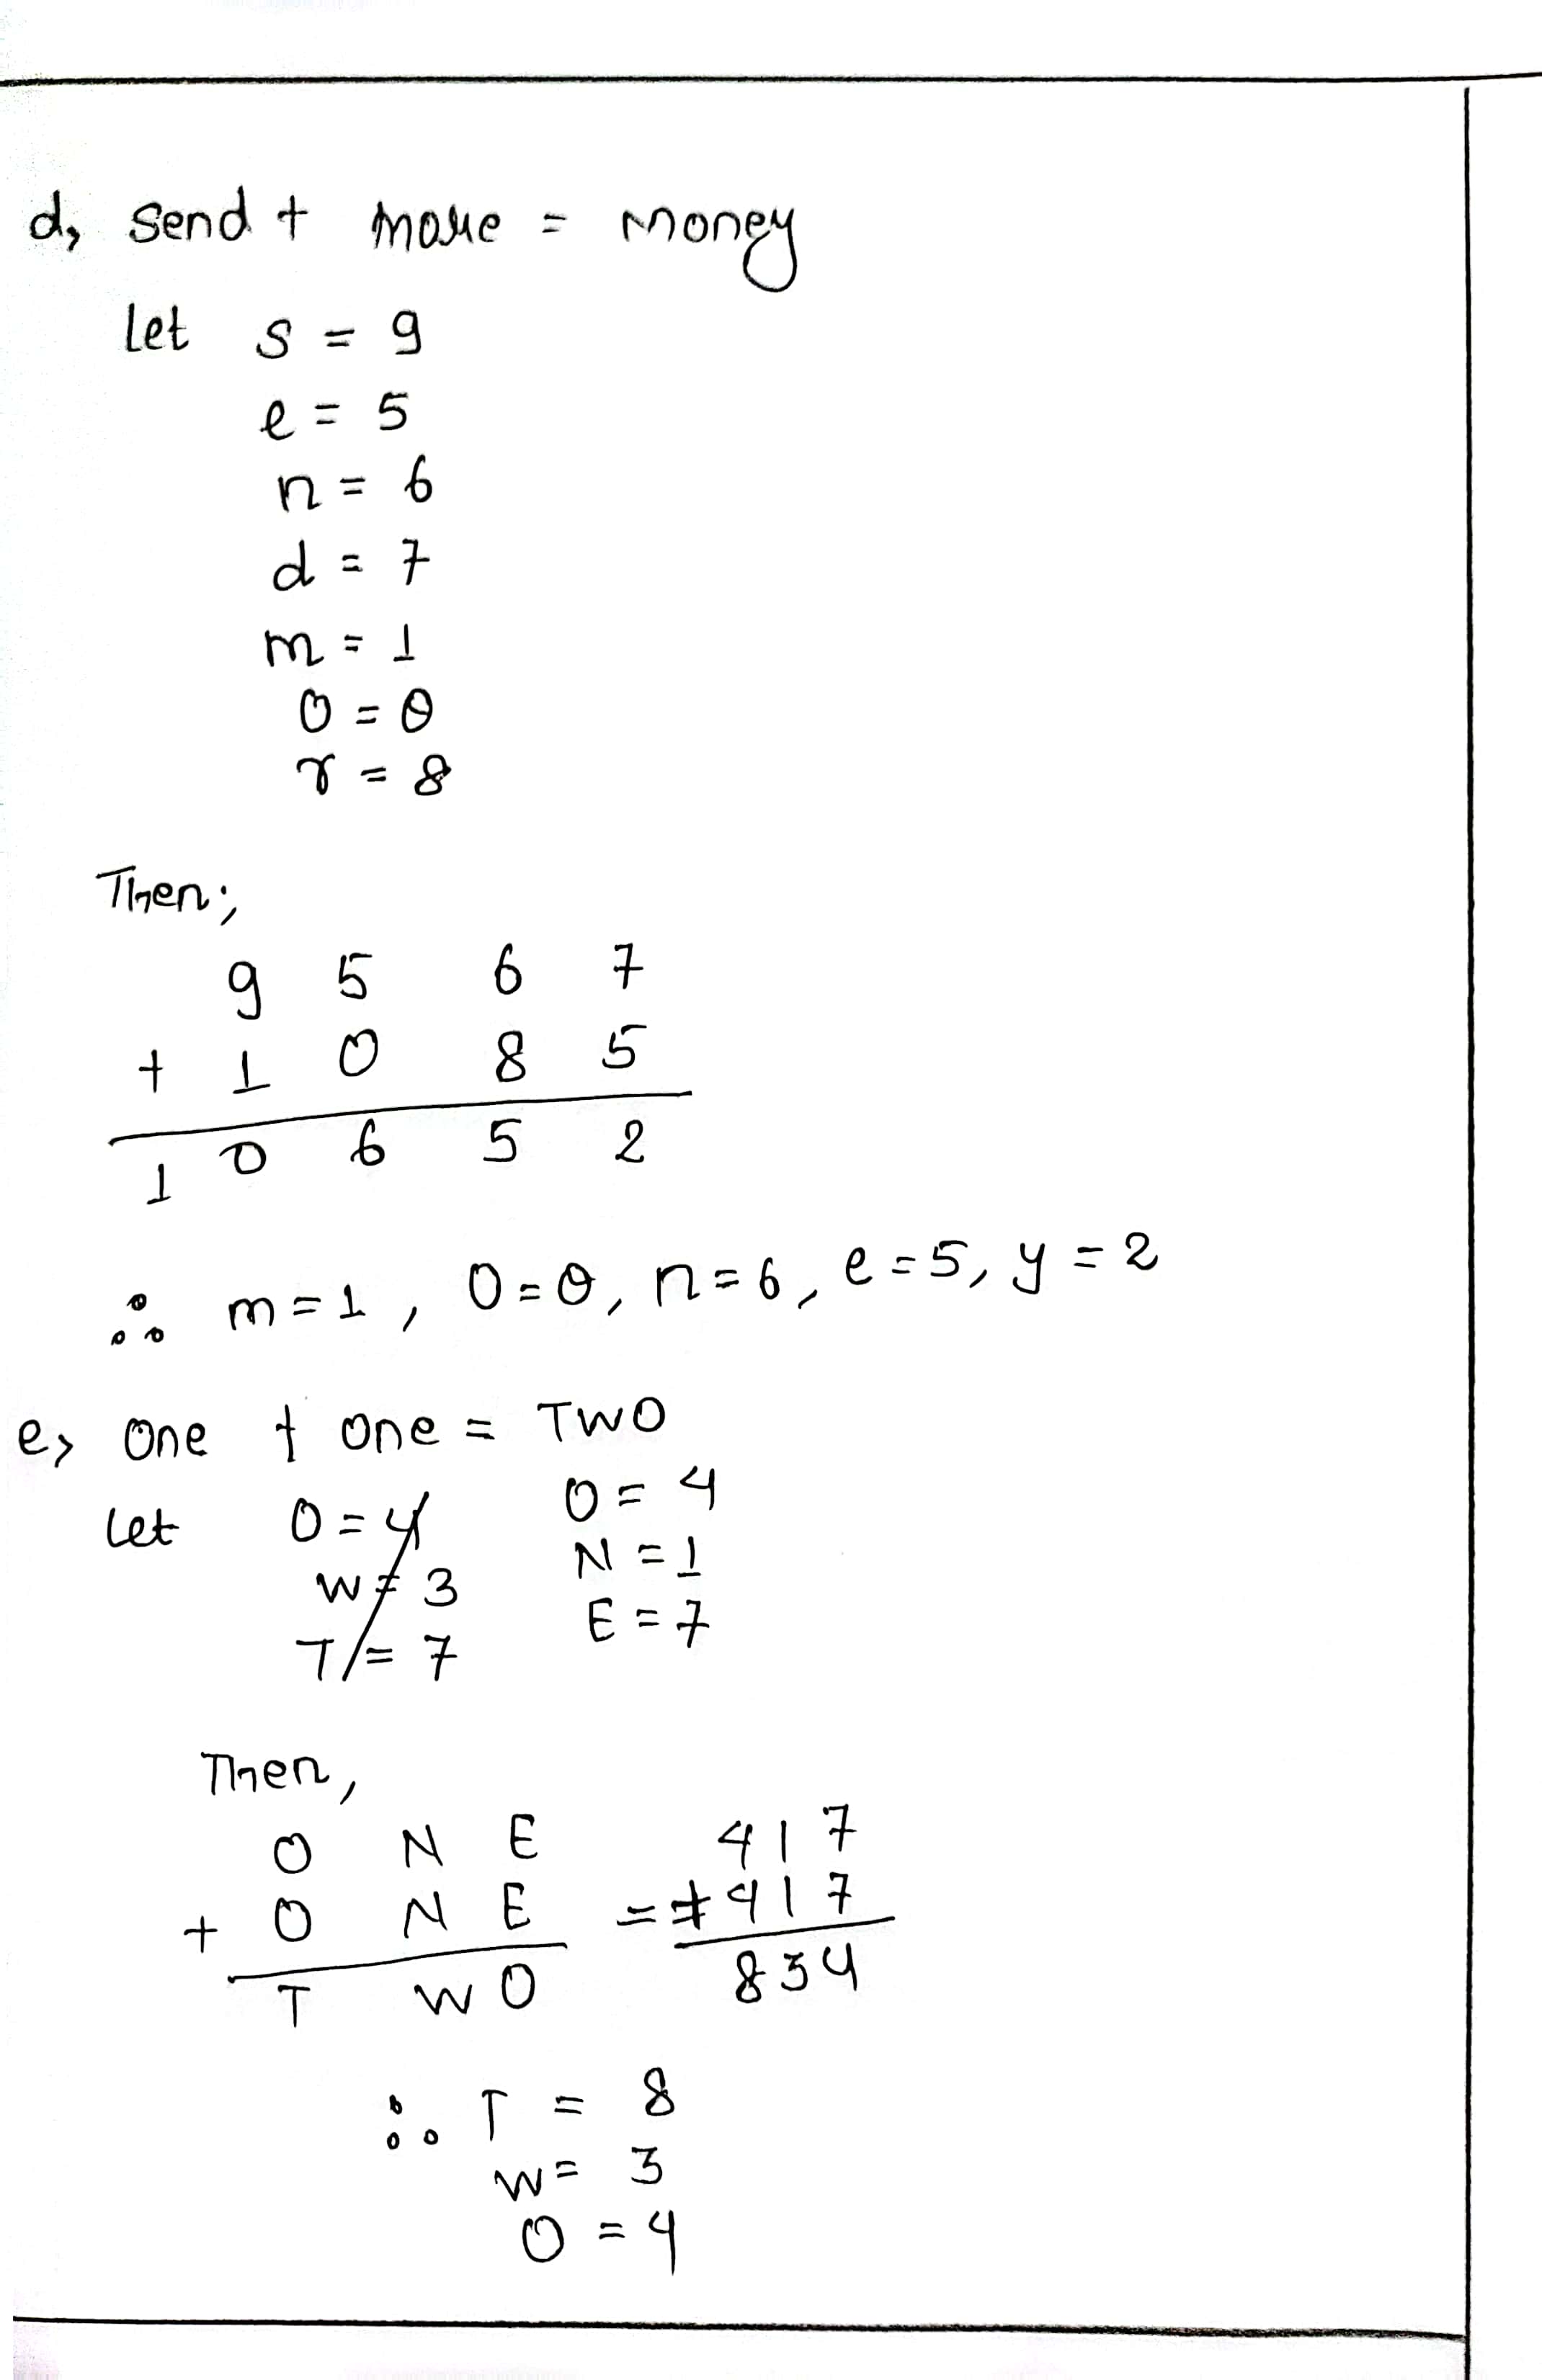 d, Send + more = Money
Let s = 9
e = 5
n = 6
d = 7
m = 1
O = 0
r = 8
Then;
9 5 6 7
+ 1 0 8 5
1 0 6 5 2
∴ m = 1, O = 0, n = 6, e = 5, y = 2
e, One + One = TWO
Let O = 4 O = 4
W = 3 N = 1
T = 7 E = 7
Then,
O N E 417
+ O N E = +417
T W O 834
∴ T = 8
W = 3
O = 4